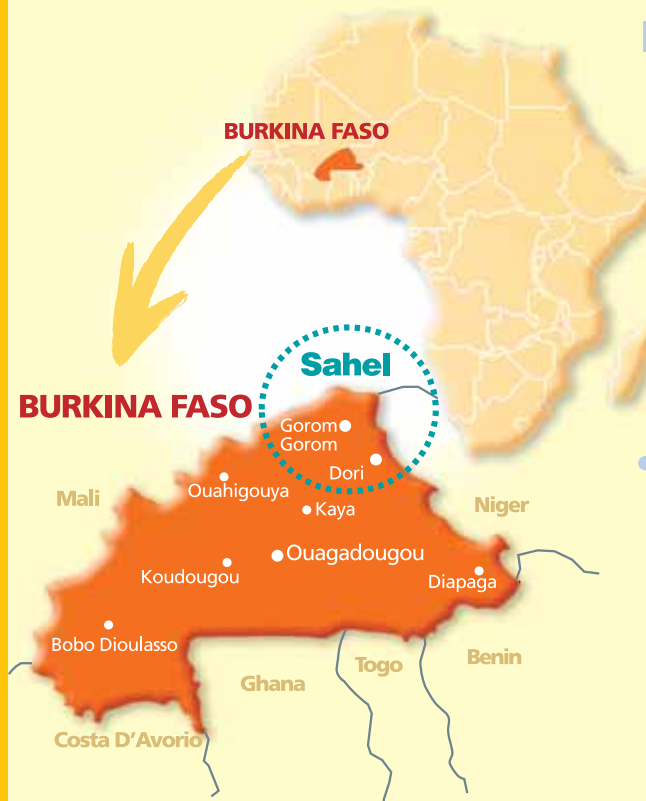 BURKINA FASO
Sahel
BURKINA FASO
Gorom
Gorom
Dori
Ouahigouya
Mali
Kaya
Niger
Ouagadougou
Koudougou
Diapaga
Bobo Dioulasso
Benin
Togo
Ghana
Costa D'Avorio